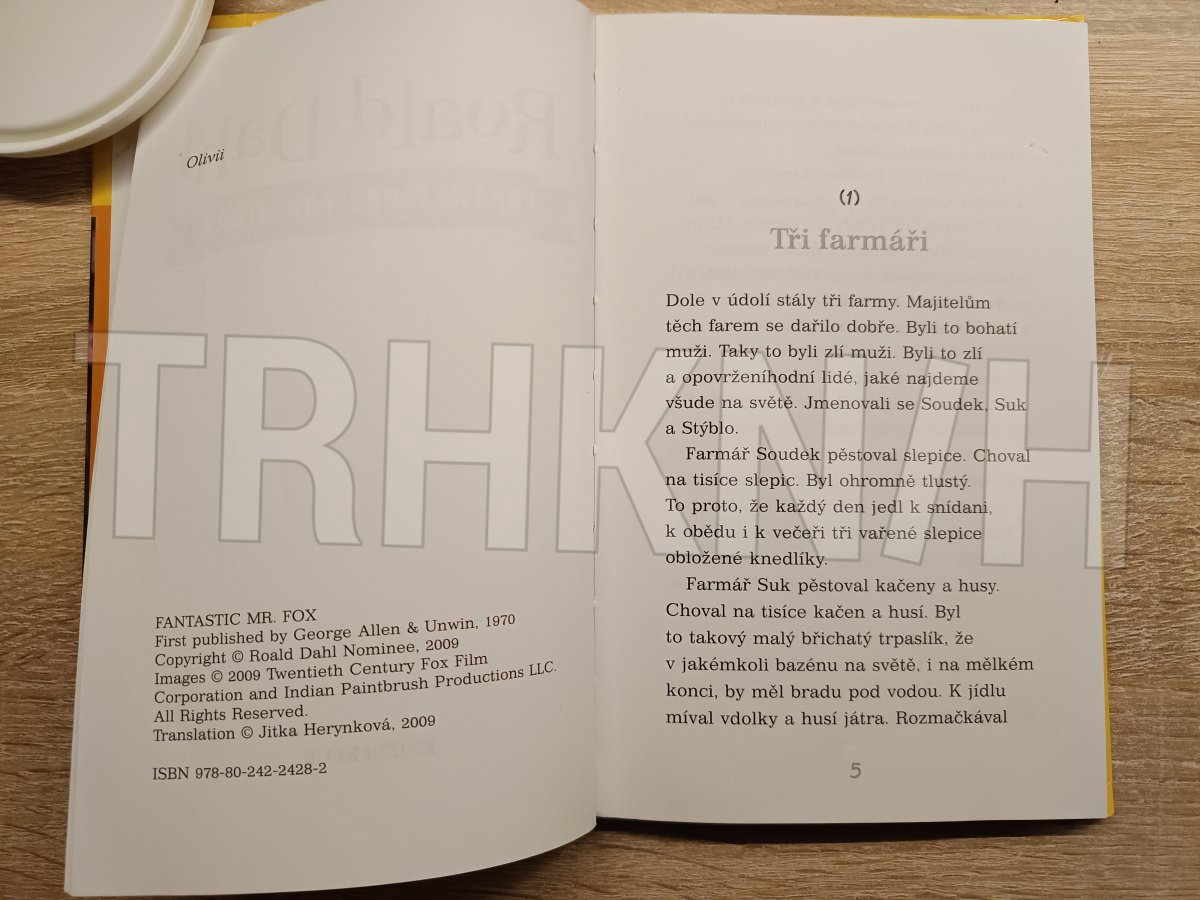 Olivii
FANTASTIC MR. FOX
First published by George Allen & Unwin, 1970
Copyright © Roald Dahl Nominee, 2009
Images © 2009 Twentieth Century Fox Film
Corporation and Indian Paintbrush Productions LLC.
All Rights Reserved.
Translation © Jitka Herynková, 2009
ISBN 978-80-242-2428-2
(1)
Tři farmáři
Dole v údolí stály tři farmy. Majitelům
těch farem se dařilo dobře. Byli to bohatí
muži. Taky to byli zlí muži. Byli to zlí
a opovrženíhodní lidé, jaké najdeme
všude na světě. Jmenovali se Soudek, Suk
a Stýblo.
Farmář Soudek pěstoval slepice. Choval
na tisíce slepic. Byl ohromně tlustý.
To proto, že každý den jedl k snídani,
k obědu i k večeři tři vařené slepice
obložené knedlíky.
Farmář Suk pěstoval kačeny a husy.
Choval na tisíce kačen a husí. Byl
to takový malý břichatý trpaslík, že
v jakémkoli bazénu na světě, i na mělkém
konci, by měl bradu pod vodou. K jídlu
míval vdolky a husí játra. Rozmačkával
5
TRHKNIH